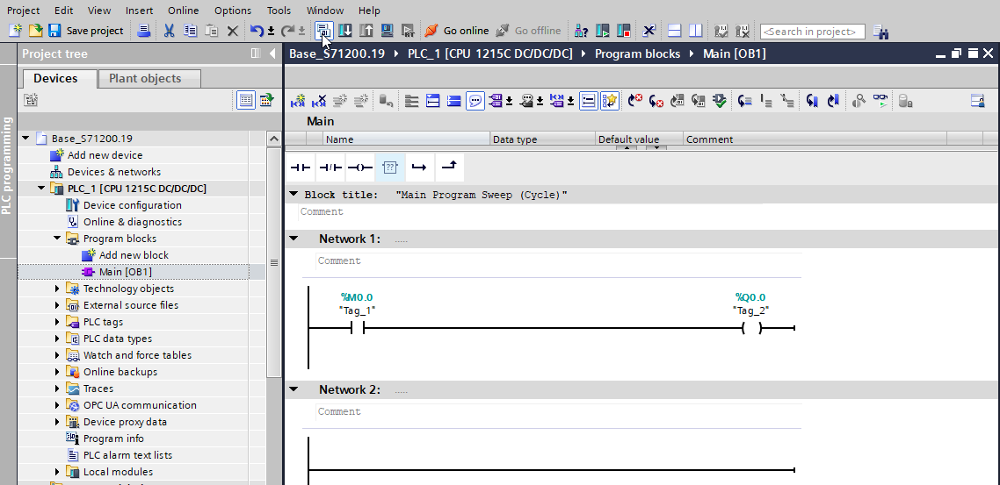 Project Edit View Insert Online Options Tools Window Help
Save project Go online Go offline <Search in project>
Project tree
Devices Plant objects
PLC programming
Base_S71200.19
Add new device
Devices & networks
PLC_1 [CPU 1215C DC/DC/DC]
Device configuration
Online & diagnostics
Program blocks
Add new block
Main [OB1]
Technology objects
External source files
PLC tags
PLC data types
Watch and force tables
Online backups
Traces
OPC UA communication
Device proxy data
Program info
PLC alarm text lists
Local modules
Base_S71200.19 PLC_1 [CPU 1215C DC/DC/DC] Program blocks Main [OB1]
Main
Name Data type Default value Comment
??
Block title: "Main Program Sweep (Cycle)"
Comment
Network 1: .....
Comment
%M0.0 %Q0.0
"Tag_1" "Tag_2"
Network 2: .....
Comment